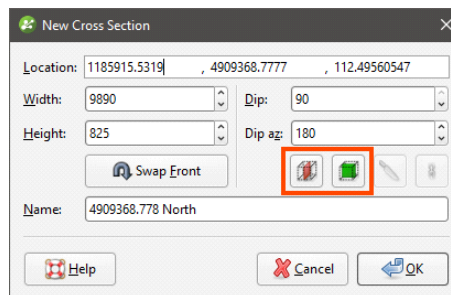 New Cross Section
Location: 1185915.5319 , 4909368.7777 , 112.49560547
Width: 9890 Dip: 90
Height: 825 Dip az: 180
Swap Front
Name: 4909368.778 North
Help Cancel OK